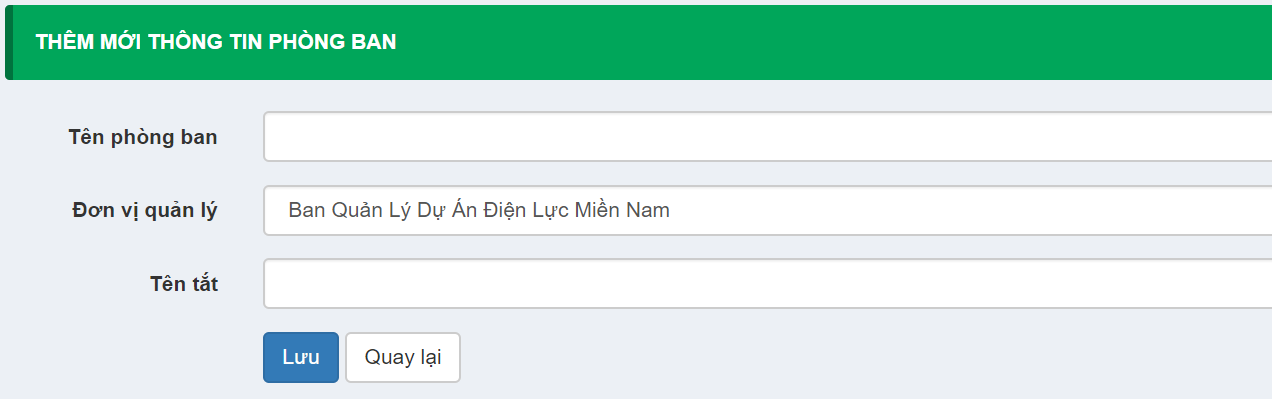 THÊM MỚI THÔNG TIN PHÒNG BAN
Tên phòng ban
Đơn vị quản lý Ban Quản Lý Dự Án Điện Lực Miền Nam
Tên tắt
Lưu Quay lại